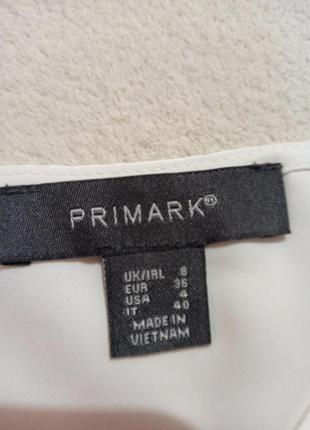 PRIMARK®
UK/IRL 8
EUR 36
USA 4
IT 40
MADE IN
VIETNAM